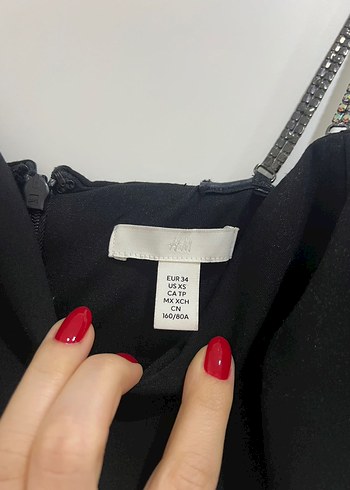 H&M
EUR 34
US XS
CA TP
MX XCH
CN
160/80A